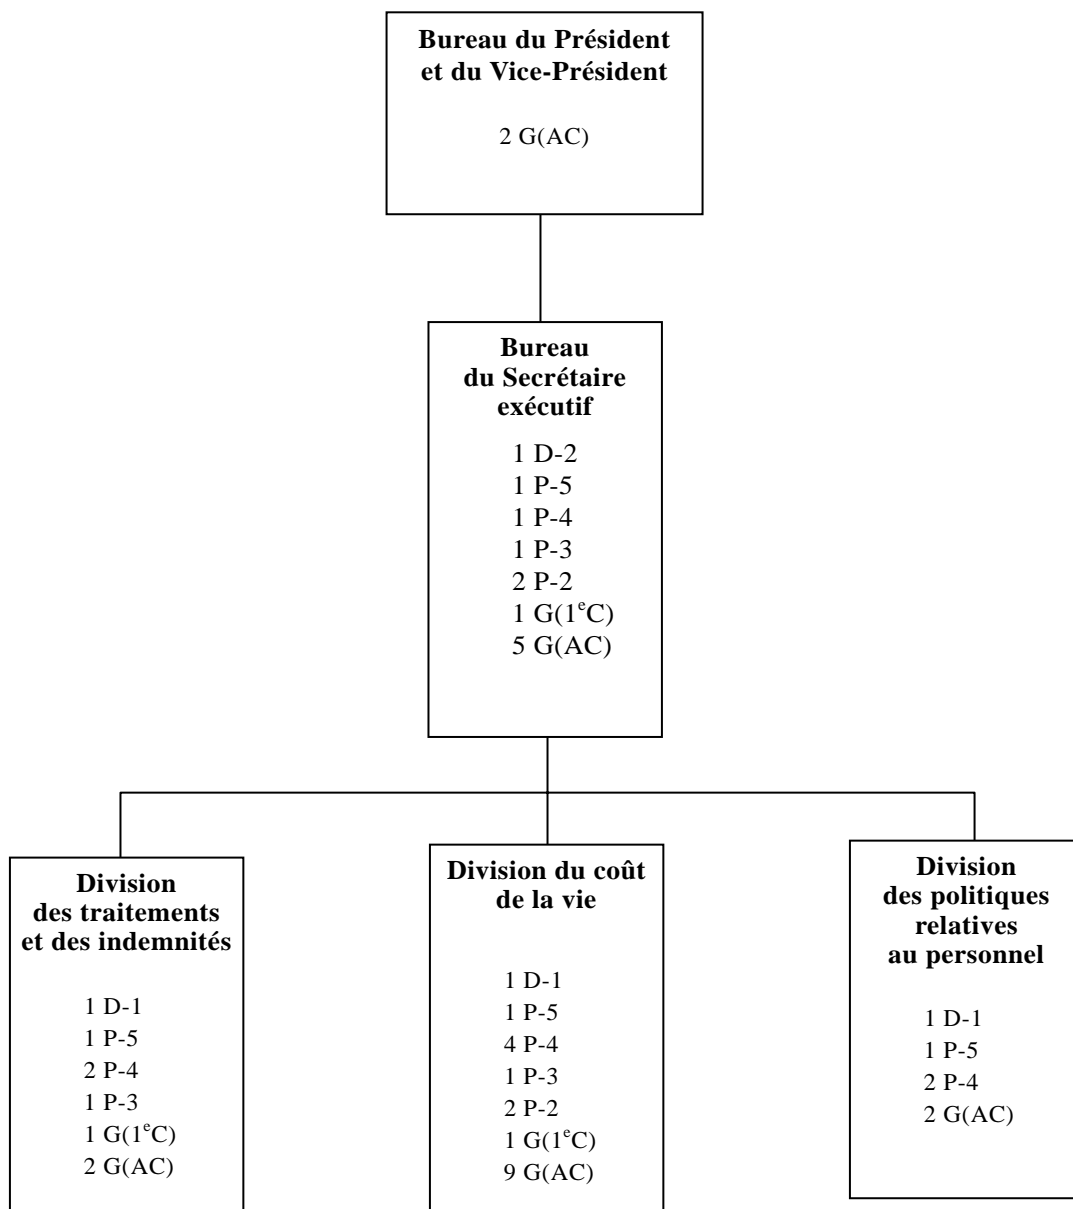 Bureau du Président
et du Vice-Président
2 G(AC)
Bureau
du Secrétaire
exécutif
1 D-2
1 P-5
1 P-4
1 P-3
2 P-2
1 G(1ᵉC)
5 G(AC)
Division
des traitements
et des indemnités
1 D-1
1 P-5
2 P-4
1 P-3
1 G(1ᵉC)
2 G(AC)
Division du coût
de la vie
1 D-1
1 P-5
4 P-4
1 P-3
2 P-2
1 G(1ᵉC)
9 G(AC)
Division
des politiques
relatives
au personnel
1 D-1
1 P-5
2 P-4
2 G(AC)